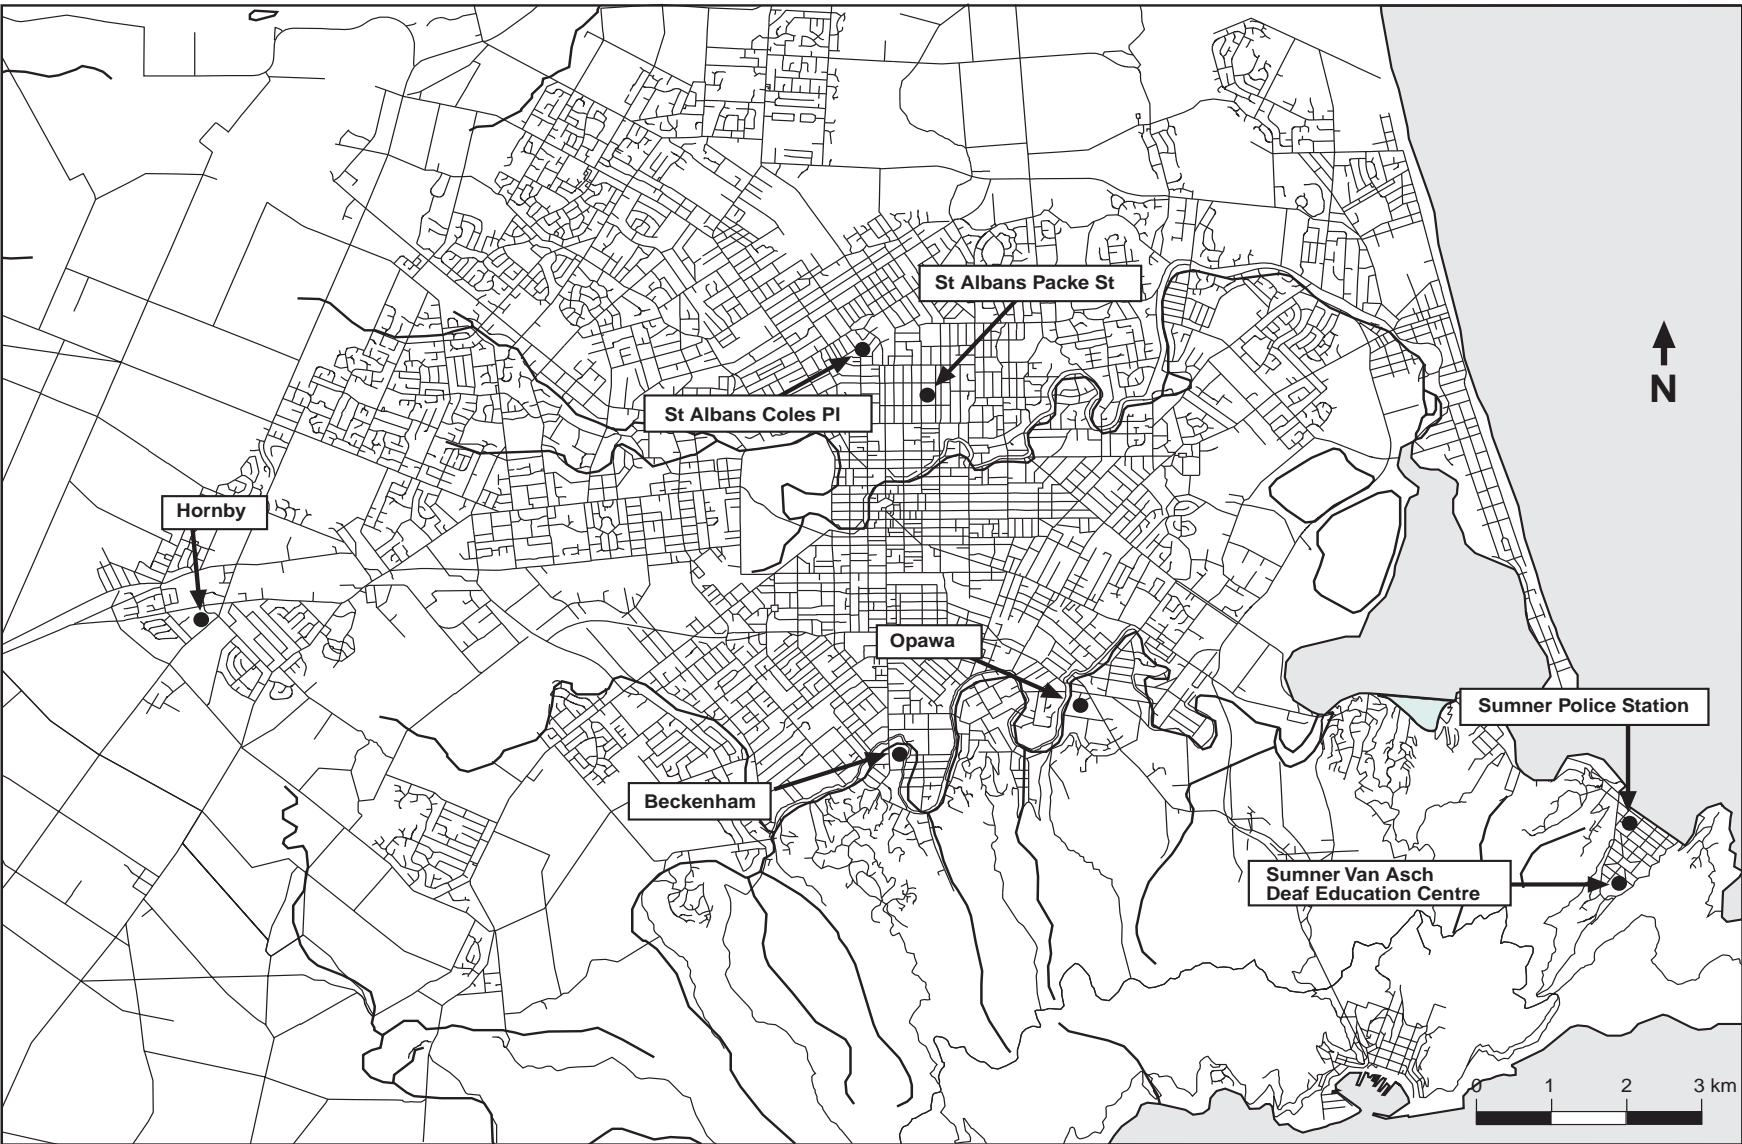 St Albans Packe St
N
St Albans Coles Pl
Hornby
Opawa
Sumner Police Station
Beckenham
Sumner Van Asch
Deaf Education Centre
0 1 2 3 km